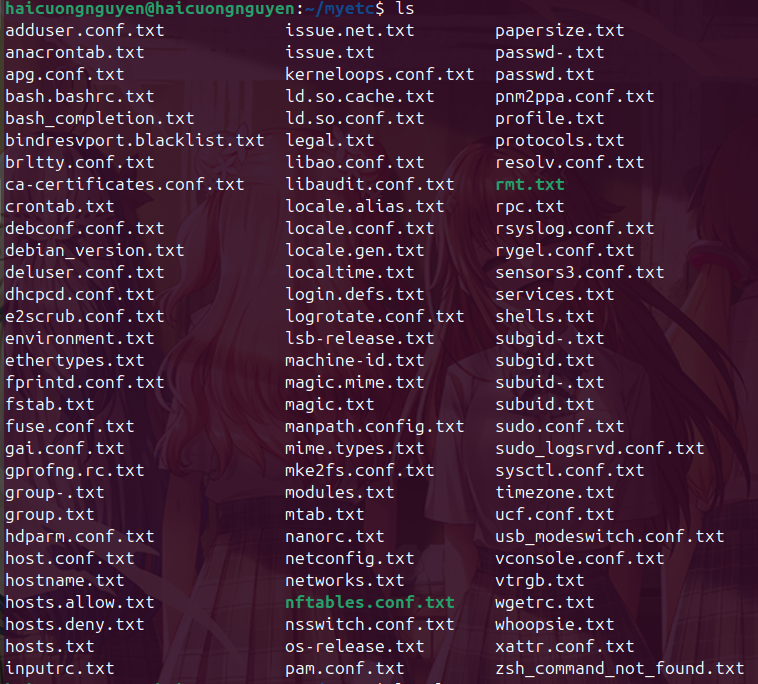 haicuongnguyen@haicuongnguyen:~/myetc$ ls
adduser.conf.txt issue.net.txt papersize.txt
anacrontab.txt issue.txt passwd-.txt
apg.conf.txt kerneloops.conf.txt passwd.txt
bash.bashrc.txt ld.so.cache.txt pnm2ppa.conf.txt
bash_completion.txt ld.so.conf.txt profile.txt
bindresvport.blacklist.txt legal.txt protocols.txt
brltty.conf.txt libao.conf.txt resolv.conf.txt
ca-certificates.conf.txt libaudit.conf.txt rmt.txt
crontab.txt locale.alias.txt rpc.txt
debconf.conf.txt locale.conf.txt rsyslog.conf.txt
debian_version.txt locale.gen.txt rygel.conf.txt
deluser.conf.txt localtime.txt sensors3.conf.txt
dhcpcd.conf.txt login.defs.txt services.txt
e2scrub.conf.txt logrotate.conf.txt shells.txt
environment.txt lsb-release.txt subgid-.txt
ethertypes.txt machine-id.txt subgid.txt
fprintd.conf.txt magic.mime.txt subuid-.txt
fstab.txt magic.txt subuid.txt
fuse.conf.txt manpath.config.txt sudo.conf.txt
gai.conf.txt mime.types.txt sudo_logsrvd.conf.txt
gprofng.rc.txt mke2fs.conf.txt sysctl.conf.txt
group-.txt modules.txt timezone.txt
group.txt mtab.txt ucf.conf.txt
hdparm.conf.txt nanorc.txt usb_modeswitch.conf.txt
host.conf.txt netconfig.txt vconsole.conf.txt
hostname.txt networks.txt vtrgb.txt
hosts.allow.txt nftables.conf.txt wgetrc.txt
hosts.deny.txt nsswitch.conf.txt whoopsie.txt
hosts.txt os-release.txt xattr.conf.txt
inputrc.txt pam.conf.txt zsh_command_not_found.txt